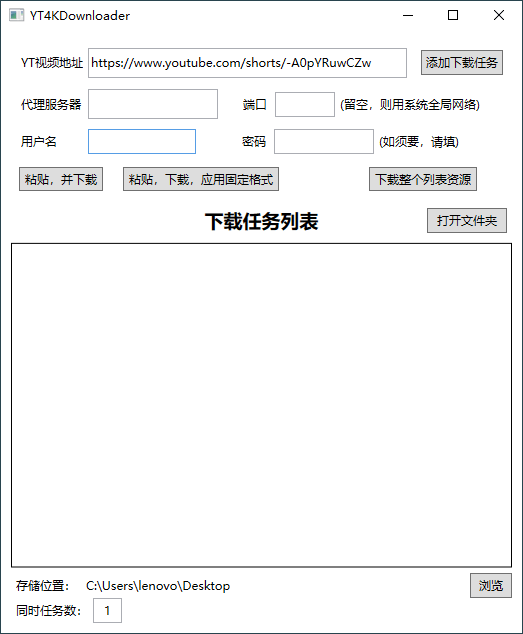 YT4KDownloader
YT视频地址 https://www.youtube.com/shorts/-A0pYRuwCZw 添加下载任务
代理服务器 端口 (留空，则用系统全局网络)
用户名 密码 (如须要，请填)
粘贴，并下载 粘贴，下载，应用固定格式 下载整个列表资源
下载任务列表 打开文件夹
存储位置： C:\Users\lenovo\Desktop 浏览
同时任务数： 1